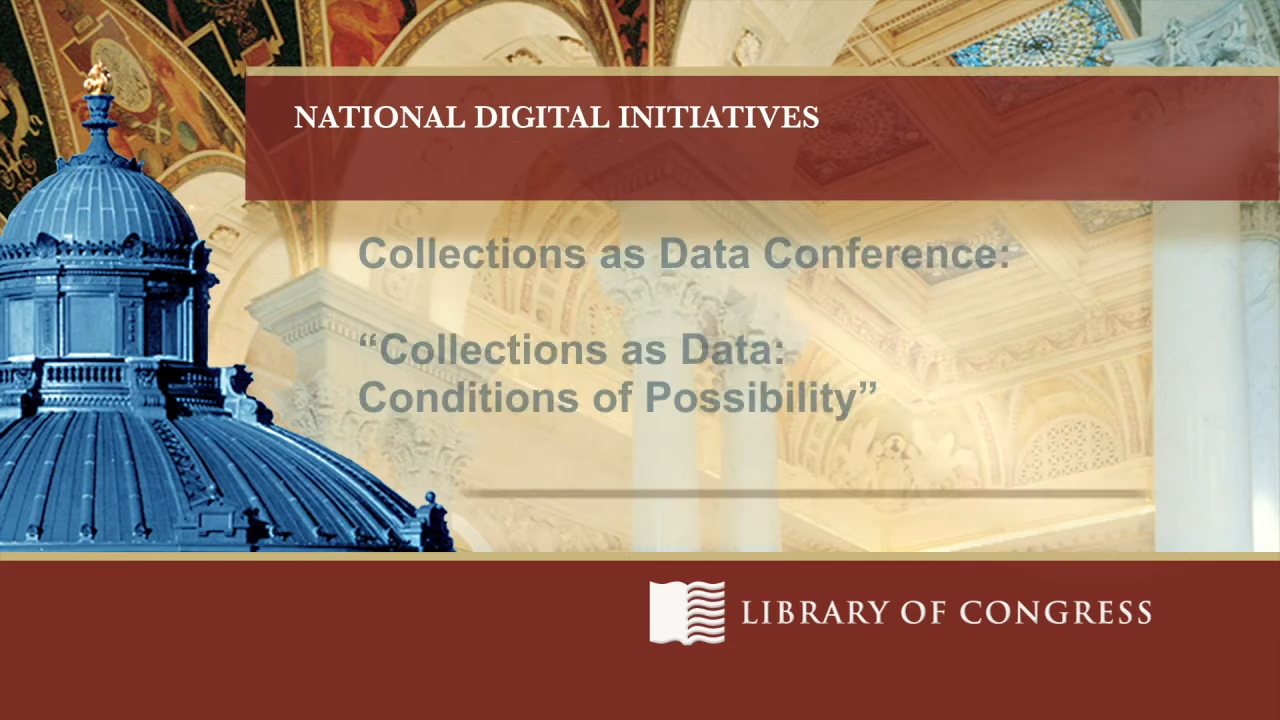 NATIONAL DIGITAL INITIATIVES
Collections as Data Conference:
“Collections as Data:
Conditions of Possibility”
LIBRARY OF CONGRESS